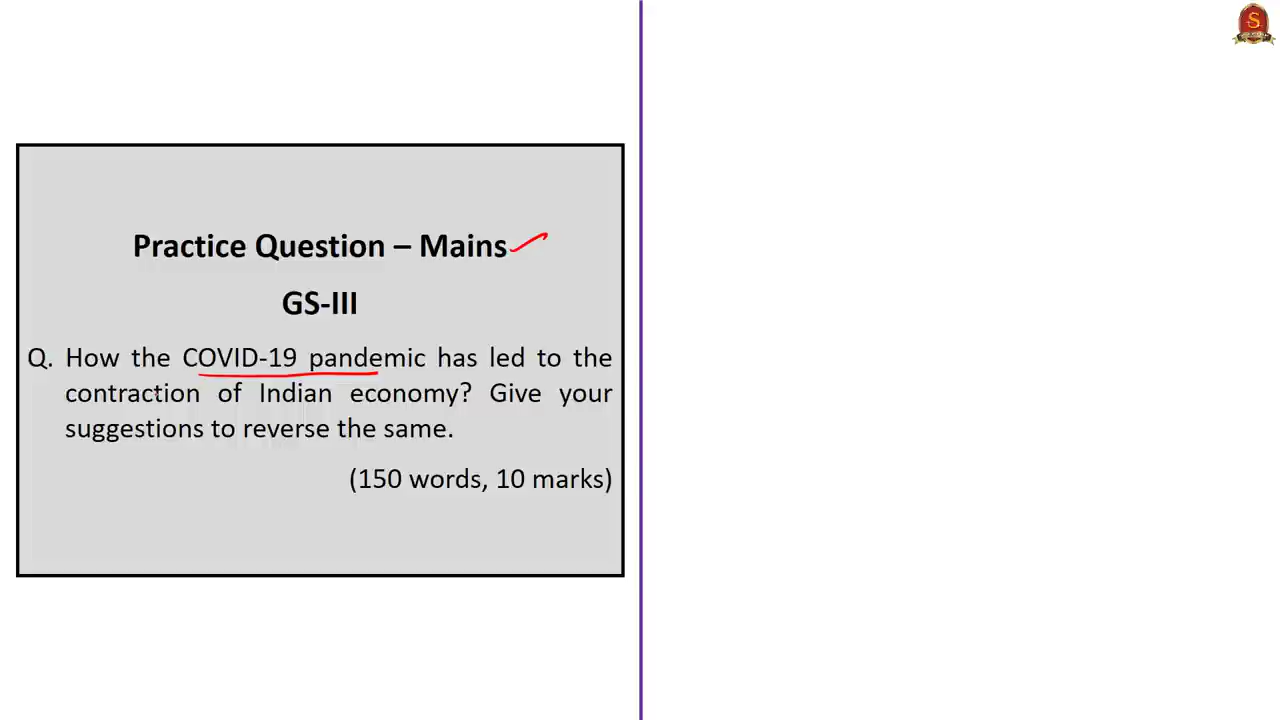 Practice Question – Mains
GS-III
Q. How the COVID-19 pandemic has led to the
contraction of Indian economy? Give your
suggestions to reverse the same.
(150 words, 10 marks)
S